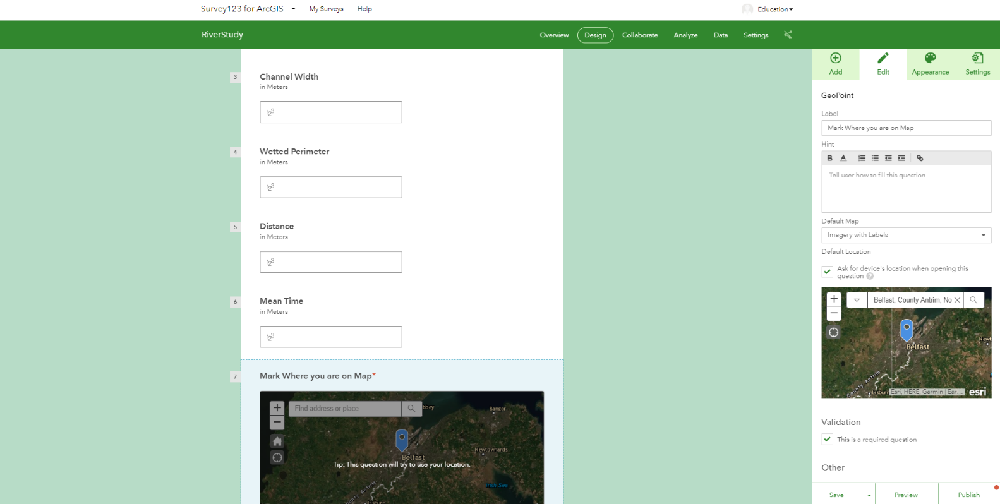 Survey123 for ArcGIS
My Surveys
Help
Education
RiverStudy
Overview
Design
Collaborate
Analyze
Data
Settings
3
Channel Width
in Meters
123
4
Wetted Perimeter
in Meters
123
5
Distance
in Meters
123
6
Mean Time
in Meters
123
7
Mark Where you are on Map*
Find address or place
bbey
Bangor
Newtownards
Belfast
Tip: This question will try to use your location.
Irish Sea
County Antrim
lasburn
Add
Edit
Appearance
Settings
GeoPoint
Label
Mark Where you are on Map
Hint
B A
Tell user how to fill this question
Default Map
Imagery with Labels
Default Location
Ask for device's location when opening this
question ?
Belfast, County Antrim, No
Newt
Belfast
County Antrim
Lisburn
Esri, HERE, Garmin | Ear...
esri
Validation
This is a required question
Other
Save
Preview
Publish